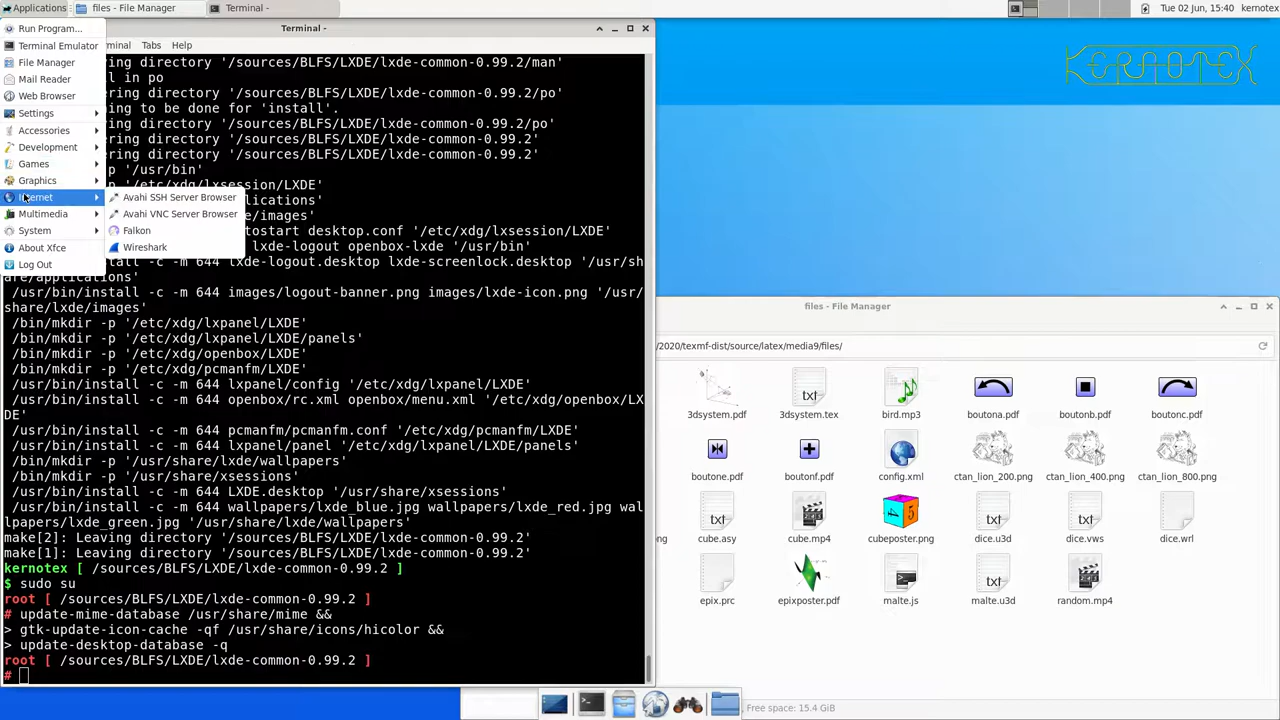 Applications
files - File Manager
Terminal -
Tue 02 Jun, 15:40
kernotex
Run Program...
Terminal Emulator
File Manager
Mail Reader
Web Browser
Settings
Accessories
Development
Games
Graphics
Internet
Multimedia
System
About Xfce
Log Out
Avahi SSH Server Browser
Avahi VNC Server Browser
Falkon
Wireshark
KERNOTEX
Terminal -
minal Tabs Help
ring directory '/sources/BLFS/LXDE/lxde-common-0.99.2/man'
l in po
ring directory '/sources/BLFS/LXDE/lxde-common-0.99.2/po'
ng to be done for 'install'.
ering directory '/sources/BLFS/LXDE/lxde-common-0.99.2/po'
ering directory '/sources/BLFS/LXDE/lxde-common-0.99.2'
ering directory '/sources/BLFS/LXDE/lxde-common-0.99.2'
p '/usr/bin'
p '/etc/xdg/lxsession/LXDE'
lications'
images'
tostart desktop.conf '/etc/xdg/lxsession/LXDE'
lxde-logout openbox-lxde '/usr/bin'
-c -m 644 lxde-logout.desktop lxde-screenlock.desktop '/usr/sh
are/applications'
/usr/bin/install -c -m 644 images/logout-banner.png images/lxde-icon.png '/usr/
share/lxde/images'
/bin/mkdir -p '/etc/xdg/lxpanel/LXDE'
/bin/mkdir -p '/etc/xdg/lxpanel/LXDE/panels'
/bin/mkdir -p '/etc/xdg/openbox/LXDE'
/bin/mkdir -p '/etc/xdg/pcmanfm/LXDE'
/usr/bin/install -c -m 644 lxpanel/config '/etc/xdg/lxpanel/LXDE'
/usr/bin/install -c -m 644 openbox/rc.xml openbox/menu.xml '/etc/xdg/openbox/LX
DE'
/usr/bin/install -c -m 644 pcmanfm/pcmanfm.conf '/etc/xdg/pcmanfm/LXDE'
/usr/bin/install -c -m 644 lxpanel/panel '/etc/xdg/lxpanel/LXDE/panels'
/bin/mkdir -p '/usr/share/lxde/wallpapers'
/bin/mkdir -p '/usr/share/xsessions'
/usr/bin/install -c -m 644 LXDE.desktop '/usr/share/xsessions'
/usr/bin/install -c -m 644 wallpapers/lxde_blue.jpg wallpapers/lxde_red.jpg wal
lpapers/lxde_green.jpg '/usr/share/lxde/wallpapers'
make[2]: Leaving directory '/sources/BLFS/LXDE/lxde-common-0.99.2'
make[1]: Leaving directory '/sources/BLFS/LXDE/lxde-common-0.99.2'
kernotex [ /sources/BLFS/LXDE/lxde-common-0.99.2 ]
$ sudo su
root [ /sources/BLFS/LXDE/lxde-common-0.99.2 ]
# update-mime-database /usr/share/mime &&
> gtk-update-icon-cache -qf /usr/share/icons/hicolor &&
> update-desktop-database -q
root [ /sources/BLFS/LXDE/lxde-common-0.99.2 ]
#
files - File Manager
/2020/texmf-dist/source/latex/media9/files/
3dsystem.pdf
3dsystem.tex
bird.mp3
boutona.pdf
boutonb.pdf
boutonc.pdf
boutone.pdf
boutonf.pdf
config.xml
ctan_lion_200.png
ctan_lion_400.png
ctan_lion_800.png
ong
cube.asy
cube.mp4
cubeposter.png
dice.u3d
dice.vws
dice.wrl
epix.prc
epixposter.pdf
malte.js
malte.u3d
random.mp4
Free space: 15.4 GiB